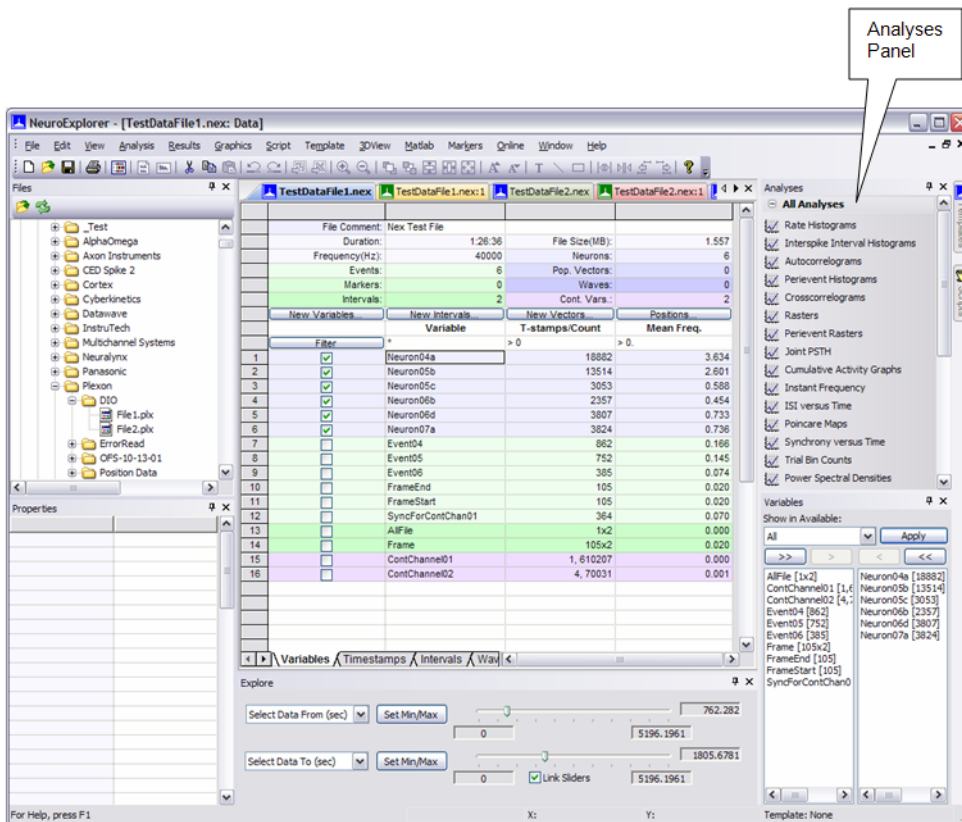 Analyses
Panel
NeuroExplorer - [TestDataFile1.nex: Data]
File Edit View Analysis Results Graphics Script Template 3DView Matlab Markers Online Window Help
Files
_Test
AlphaOmega
Axon Instruments
CED Spike 2
Cortex
Cyberkinetics
Datawave
InstruTech
Multichannel Systems
Neuralynx
Panasonic
Plexon
DIO
File1.plx
File2.plx
ErrorRead
OFS-10-13-01
Position Data
Properties
TestDataFile1.nex TestDataFile1.nex:1 TestDataFile2.nex TestDataFile2.nex:1
File Comment: Nex Test File
Duration: 1:26:36 File Size(MB): 1.557
Frequency(Hz): 40000 Neurons: 6
Events: 6 Pop. Vectors: 0
Markers: 0 Waves: 0
Intervals: 2 Cont. Vars.: 2
New Variables... New Intervals... New Vectors... Positions...
Variable T-stamps/Count Mean Freq.
Filter * > 0 > 0.
1 Neuron04a 18882 3.634
2 Neuron05b 13514 2.601
3 Neuron05c 3053 0.588
4 Neuron06b 2357 0.454
5 Neuron06d 3807 0.733
6 Neuron07a 3824 0.736
7 Event04 862 0.166
8 Event05 752 0.145
9 Event06 385 0.074
10 FrameEnd 105 0.020
11 FrameStart 105 0.020
12 SyncForContChan01 364 0.070
13 AllFile 1x2 0.000
14 Frame 105x2 0.020
15 ContChannel01 1, 610207 0.000
16 ContChannel02 4, 70031 0.001
Variables Timestamps Intervals Wav
Explore
Select Data From (sec) Set Min/Max 762.282
0 5196.1961
Select Data To (sec) Set Min/Max 1805.6781
0 Link Sliders 5196.1961
Analyses
All Analyses
Rate Histograms
Interspike Interval Histograms
Autocorrelograms
Perievent Histograms
Crosscorrelograms
Rasters
Perievent Rasters
Joint PSTH
Cumulative Activity Graphs
Instant Frequency
ISI versus Time
Poincare Maps
Synchrony versus Time
Trial Bin Counts
Power Spectral Densities
Variables
Show in Available:
All Apply
>> > < <<
AllFile [1x2]
ContChannel01 [1,6
ContChannel02 [4,7
Event04 [862]
Event05 [752]
Event06 [385]
Frame [105x2]
FrameEnd [105]
FrameStart [105]
SyncForContChan0
Neuron04a [18882]
Neuron05b [13514]
Neuron05c [3053]
Neuron06b [2357]
Neuron06d [3807]
Neuron07a [3824]
For Help, press F1 X: Y: Template: None